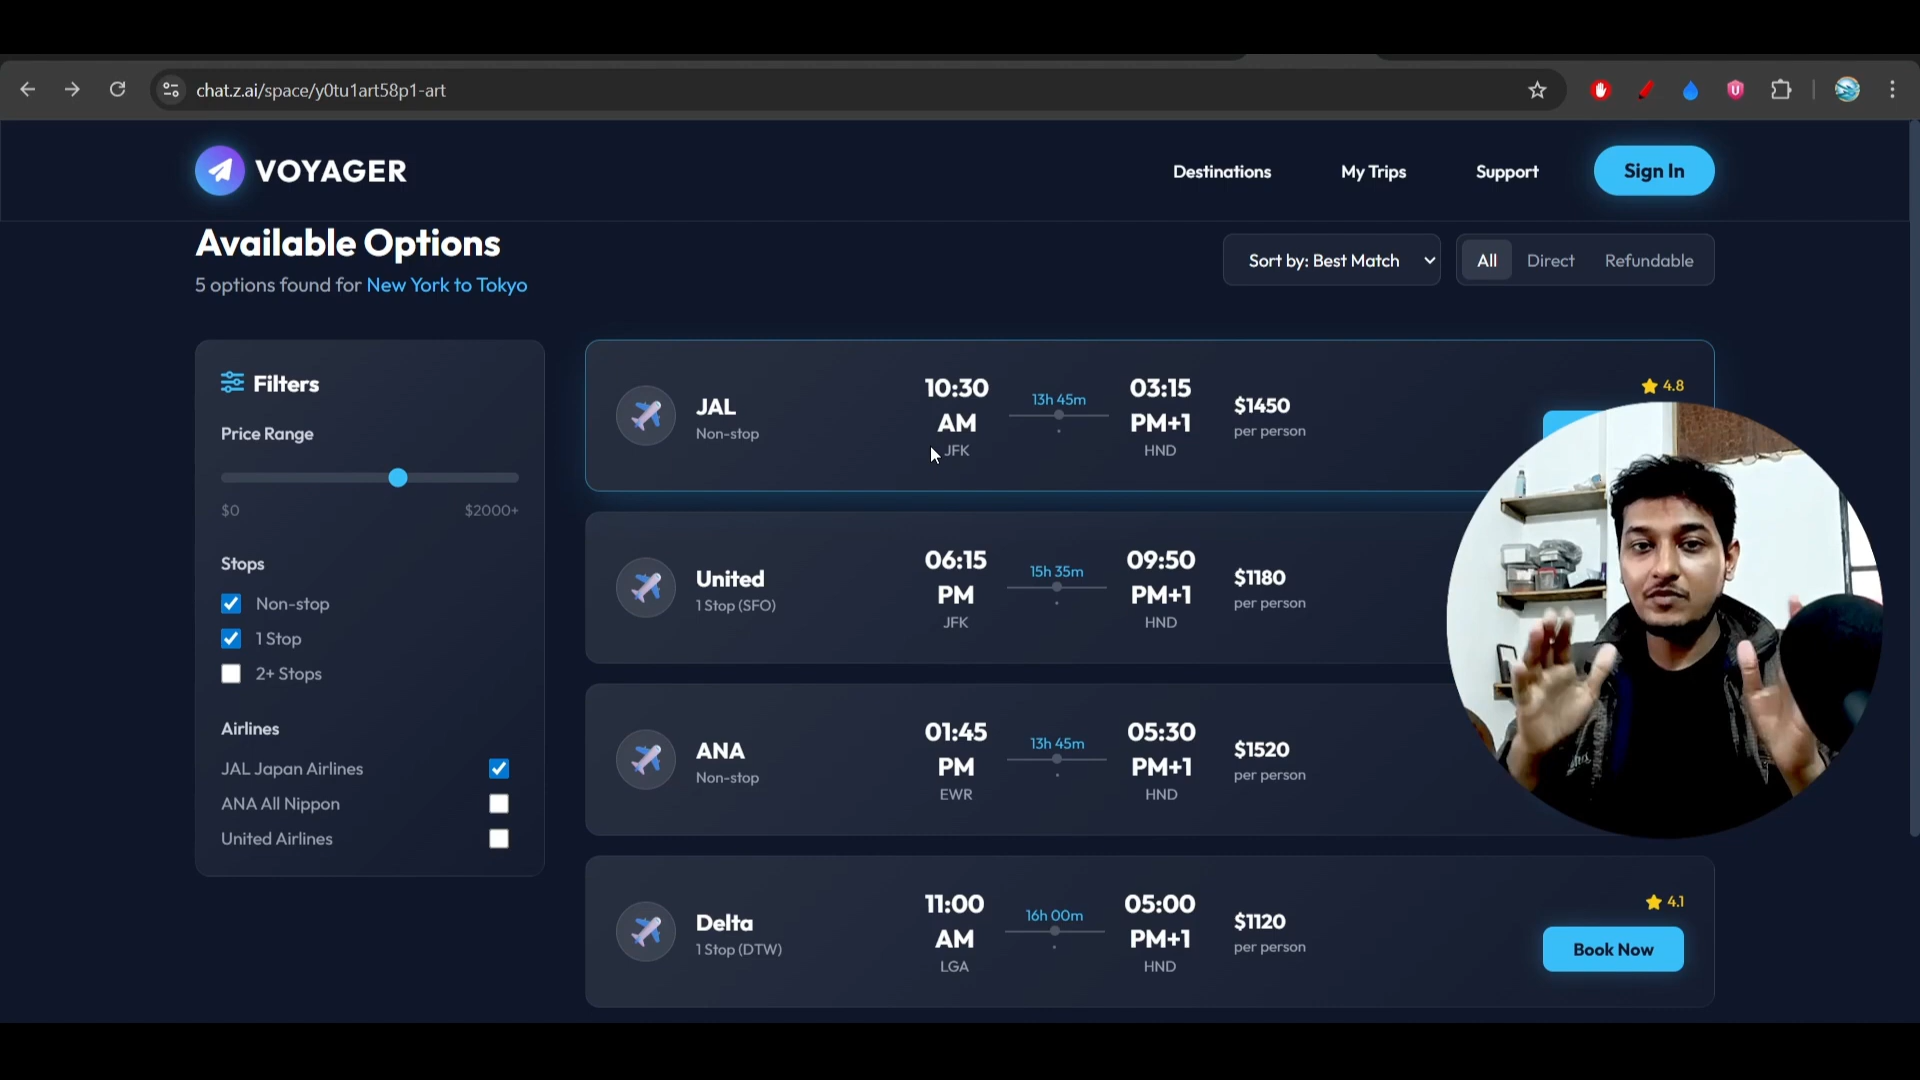 chat.z.ai/space/y0tu1art58p1-art
VOYAGER
Destinations
My Trips
Support
Sign In
Available Options
5 options found for New York to Tokyo
Sort by: Best Match
All
Direct
Refundable
Filters
Price Range
$0
$2000+
Stops
Non-stop
1 Stop
2+ Stops
Airlines
JAL Japan Airlines
ANA All Nippon
United Airlines
JAL
Non-stop
10:30
AM
JFK
13h 45m
03:15
PM+1
HND
$1450
per person
4.8
United
1 Stop (SFO)
06:15
PM
JFK
15h 35m
09:50
PM+1
HND
$1180
per person
ANA
Non-stop
01:45
PM
EWR
13h 45m
05:30
PM+1
HND
$1520
per person
Delta
1 Stop (DTW)
11:00
AM
LGA
16h 00m
05:00
PM+1
HND
$1120
per person
4.1
Book Now